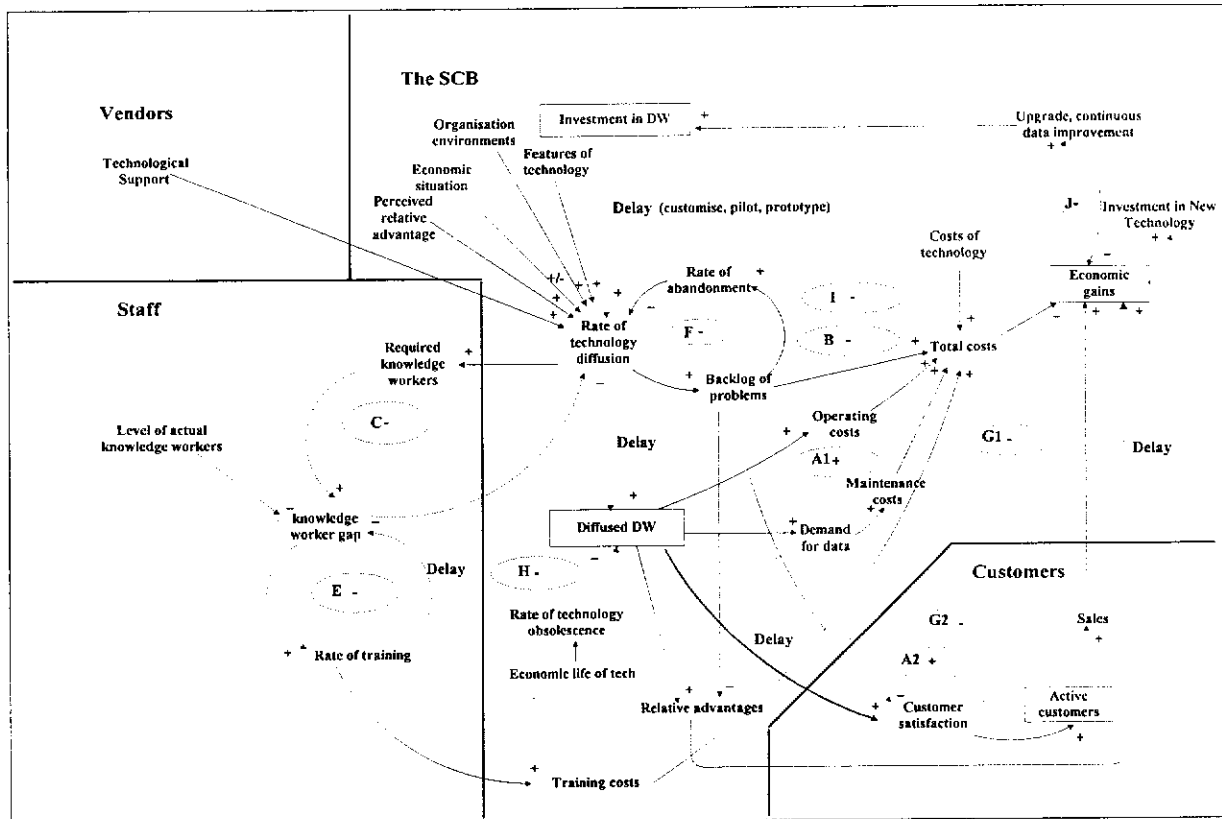 The SCB
Vendors
Technological
Support
Organisation
environments
Investment in DW
+
Upgrade, continuous
data improvement
+
Features of
technology
Economic
situation
Perceived
relative
advantage
Delay (customise, pilot, prototype)
J-
Investment in New
Technology
+
Costs of
technology
Staff
+/-
+
+
+
+
+
Rate of
abandonment
+
–
I -
–
Economic
gains
–
+
+
Rate of
technology
diffusion
–
F -
B -
+
Total costs
+
+
+
+
Required
knowledge
workers
+
+
Backlog of
problems
C-
Level of actual
knowledge workers
Delay
Operating
costs
+
A1+
G1 -
Delay
Maintenance
costs
+
+
–
knowledge
worker gap
–
+
Diffused DW
–
+
Demand
for data
Customers
E -
Delay
H -
Rate of technology
obsolescence
Economic life of tech
Delay
G2 -
Sales
+
A2 +
+
Rate of training
+
–
Relative advantages
–
+
Customer
satisfaction
Active
customers
+
+
Training costs